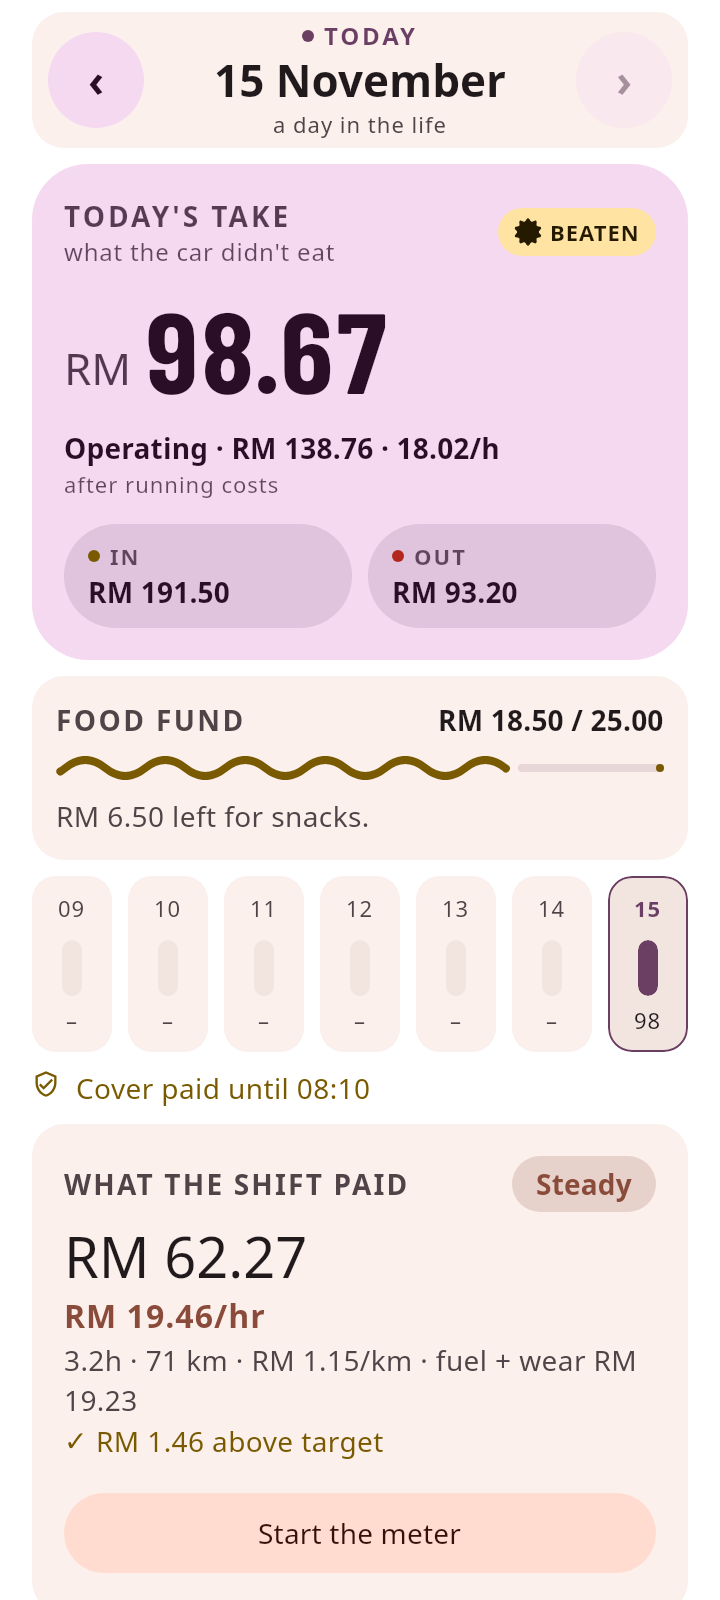 TODAY
‹
15 November
›
a day in the life
TODAY'S TAKE
what the car didn't eat
BEATEN
RM 98.67
Operating · RM 138.76 · 18.02/h
after running costs
IN
RM 191.50
OUT
RM 93.20
FOOD FUND
RM 18.50 / 25.00
RM 6.50 left for snacks.
09 10 11 12 13 14 15
– – – – – – 98
Cover paid until 08:10
WHAT THE SHIFT PAID
Steady
RM 62.27
RM 19.46/hr
3.2h · 71 km · RM 1.15/km · fuel + wear RM
19.23
✓ RM 1.46 above target
Start the meter